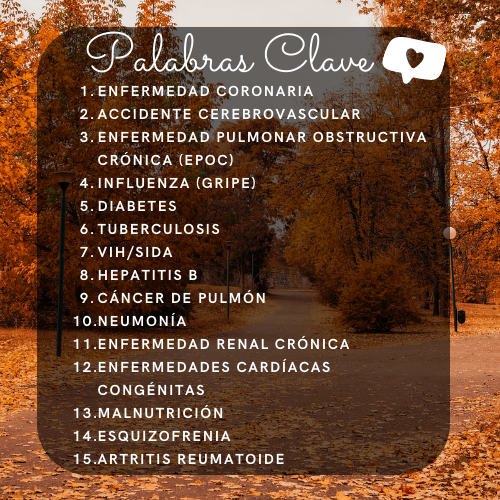 Palabras Clave
1. ENFERMEDAD CORONARIA
2. ACCIDENTE CEREBROVASCULAR
3. ENFERMEDAD PULMONAR OBSTRUCTIVA
CRÓNICA (EPOC)
4. INFLUENZA (GRIPE)
5. DIABETES
6. TUBERCULOSIS
7. VIH/SIDA
8. HEPATITIS B
9. CÁNCER DE PULMÓN
10. NEUMONÍA
11. ENFERMEDAD RENAL CRÓNICA
12. ENFERMEDADES CARDÍACAS
CONGÉNITAS
13. MALNUTRICIÓN
14. ESQUIZOFRENIA
15. ARTRITIS REUMATOIDE